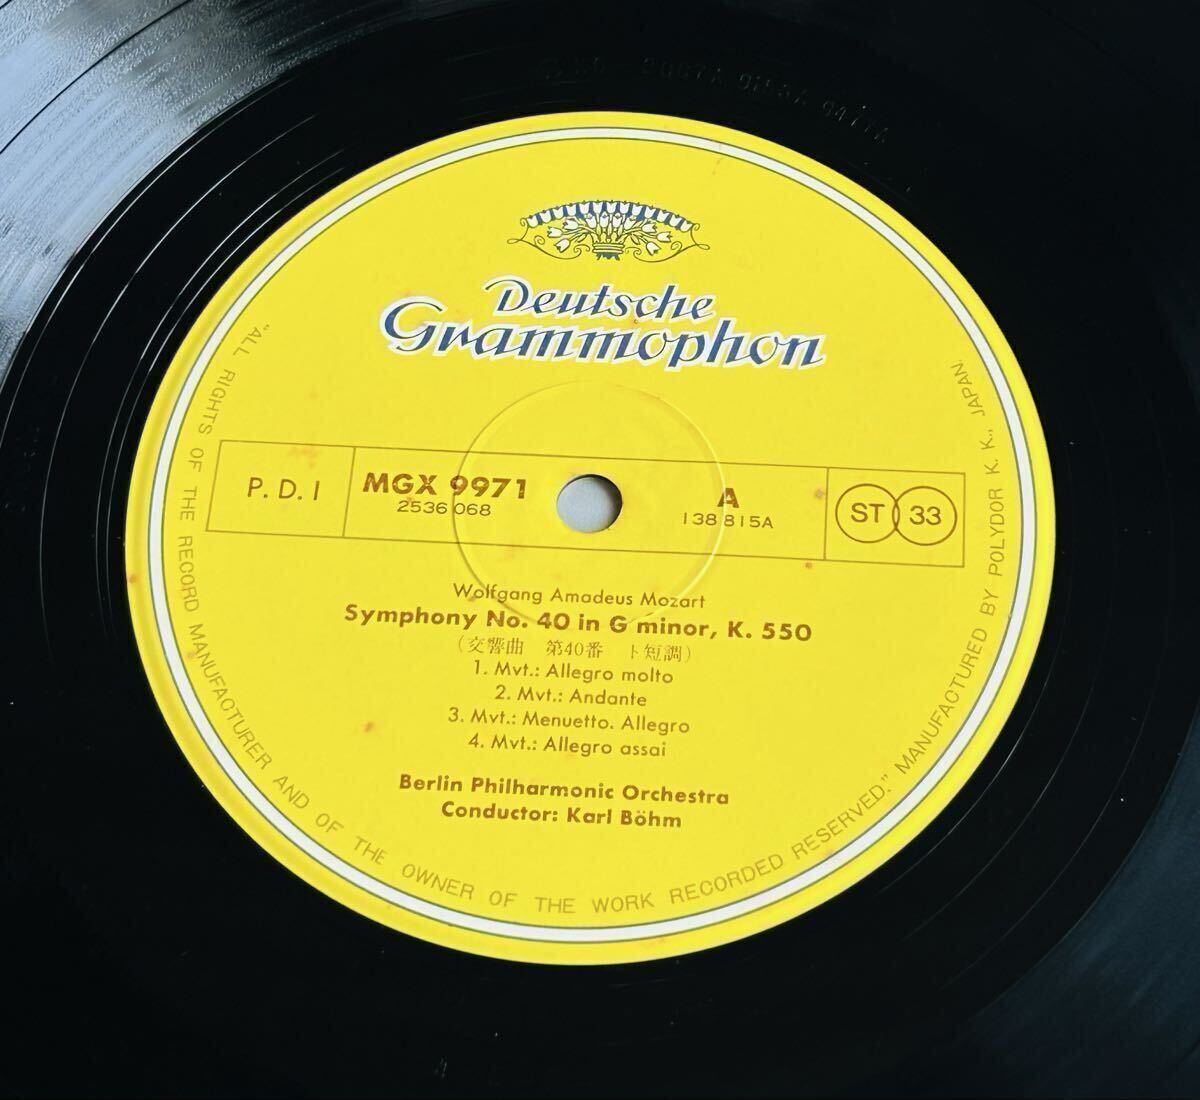 Deutsche
Grammophon
P. D. I
MGX 9971
2536 068
A
138 815A
ST 33
Wolfgang Amadeus Mozart
Symphony No. 40 in G minor, K. 550
(交響曲 第40番 ト短調)
1. Mvt.: Allegro molto
2. Mvt.: Andante
3. Mvt.: Menuetto. Allegro
4. Mvt.: Allegro assai
Berlin Philharmonic Orchestra
Conductor: Karl Böhm
"ALL RIGHTS OF THE RECORD MANUFACTURER AND OF THE OWNER OF THE WORK RECORDED RESERVED." MANUFACTURED BY POLYDOR K. K., JAPAN.